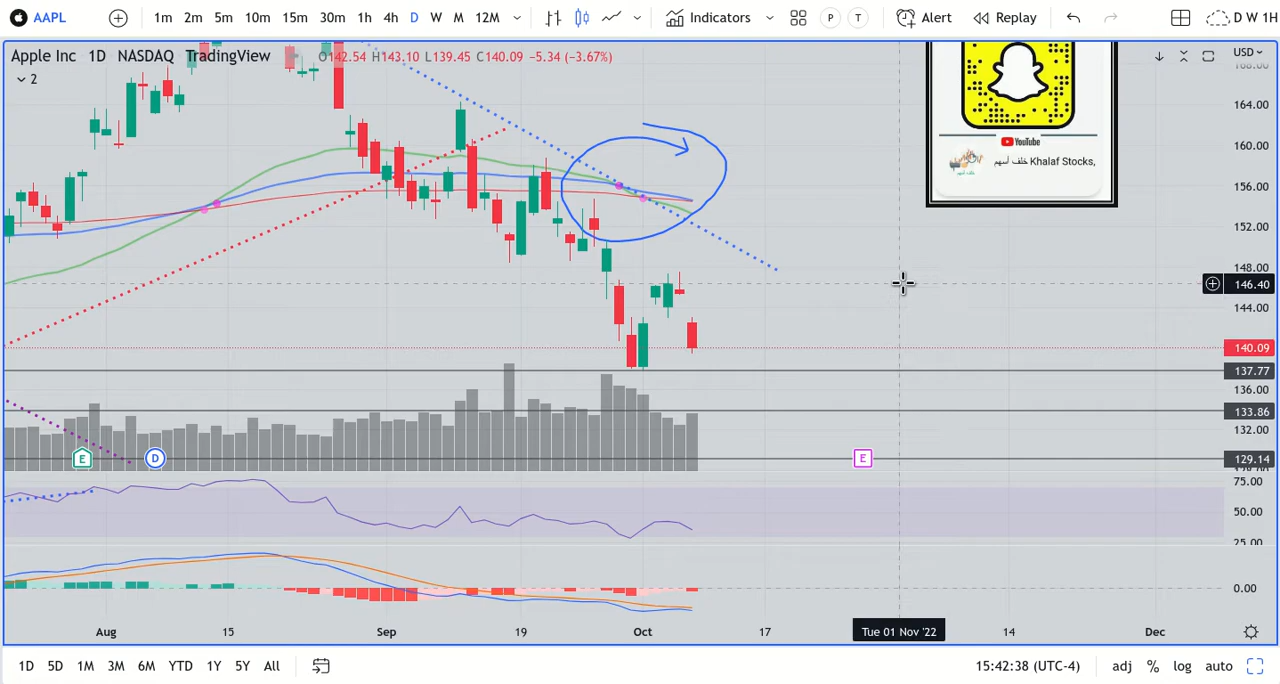 AAPL 1m 2m 5m 10m 15m 30m 1h 4h D W M 12M Indicators P T Alert Replay D W 1H
Apple Inc 1D NASDAQ TradingView O142.54 H143.10 L139.45 C140.09 -5.34 (-3.67%) USD
2
168.00
164.00
160.00
156.00
152.00
148.00
146.40
144.00
140.09
137.77
136.00
133.86
132.00
129.14
75.00
50.00
25.00
0.00
YouTube
خلف أسهم Khalaf Stocks,
E D E
Aug 15 Sep 19 Oct 17 Tue 01 Nov '22 14 Dec
1D 5D 1M 3M 6M YTD 1Y 5Y All 15:42:38 (UTC-4) adj % log auto